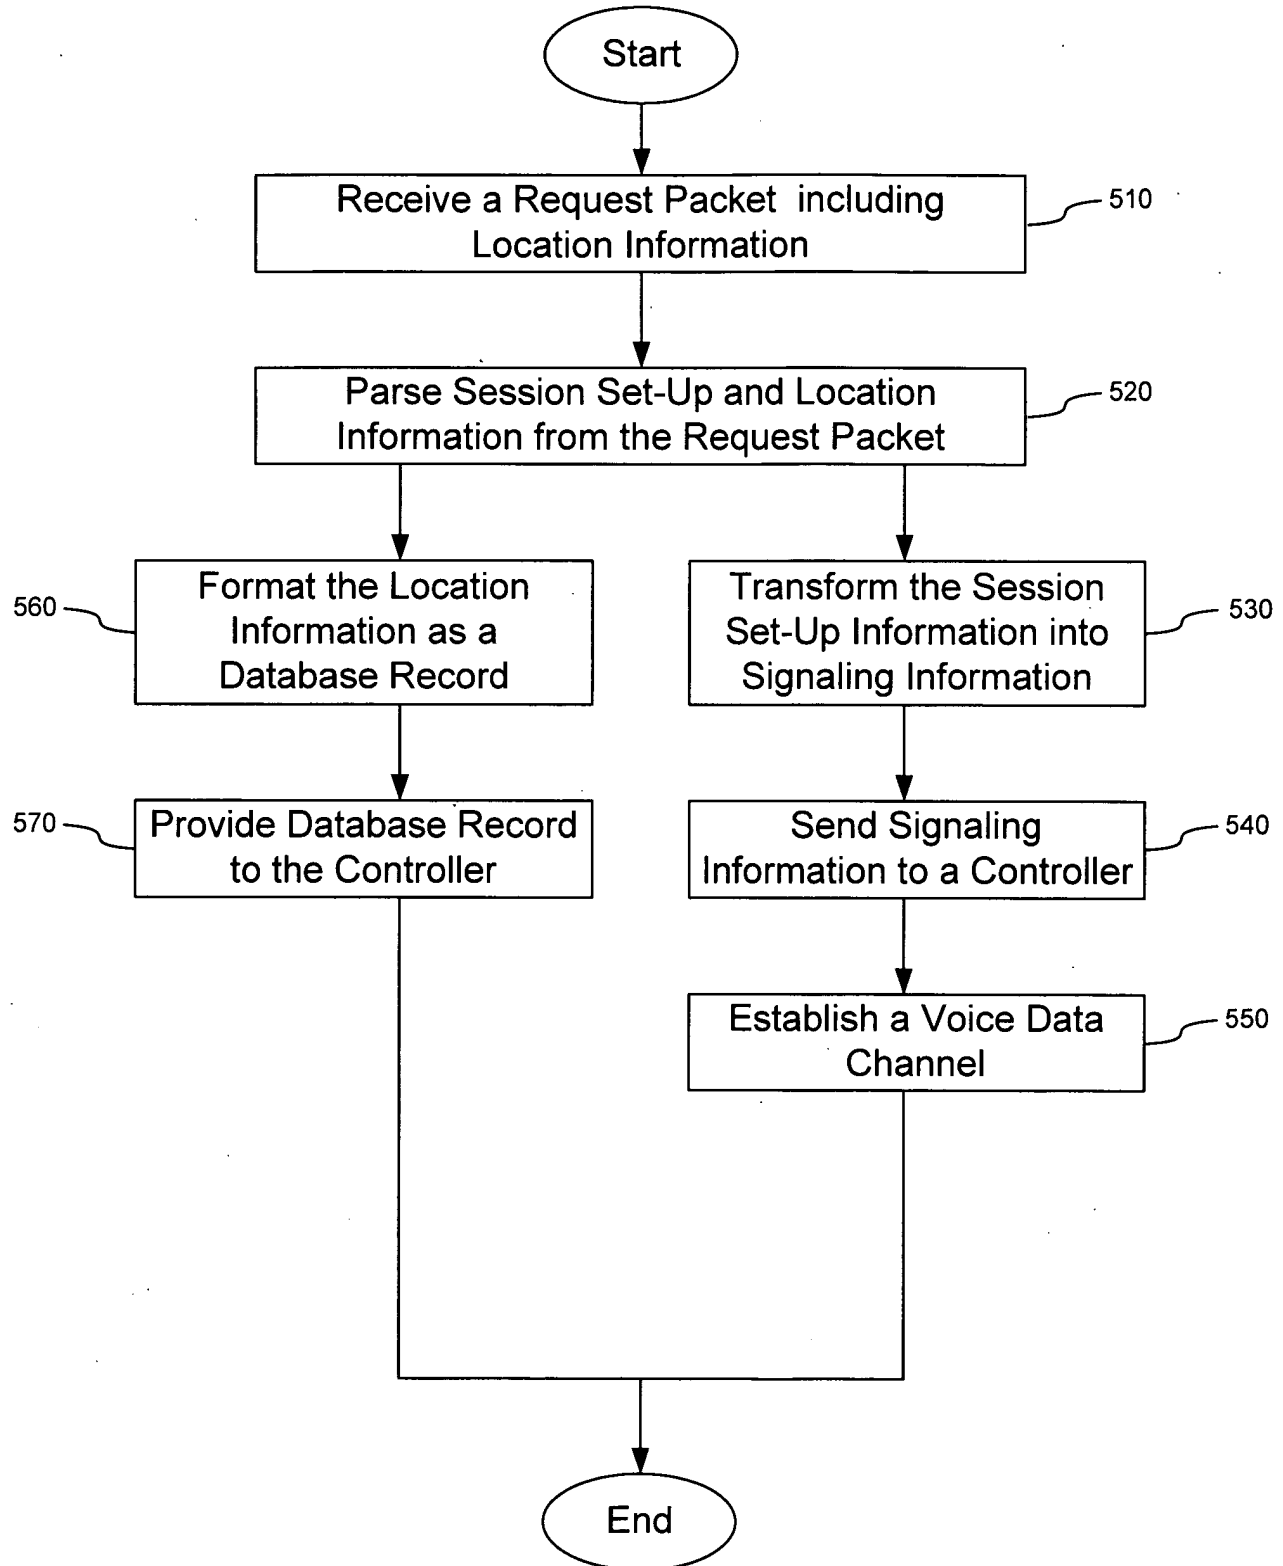 Start
Receive a Request Packet including
Location Information
510
Parse Session Set-Up and Location
Information from the Request Packet
520
560
Format the Location
Information as a
Database Record
Transform the Session
Set-Up Information into
Signaling Information
530
570
Provide Database Record
to the Controller
Send Signaling
Information to a Controller
540
Establish a Voice Data
Channel
550
End